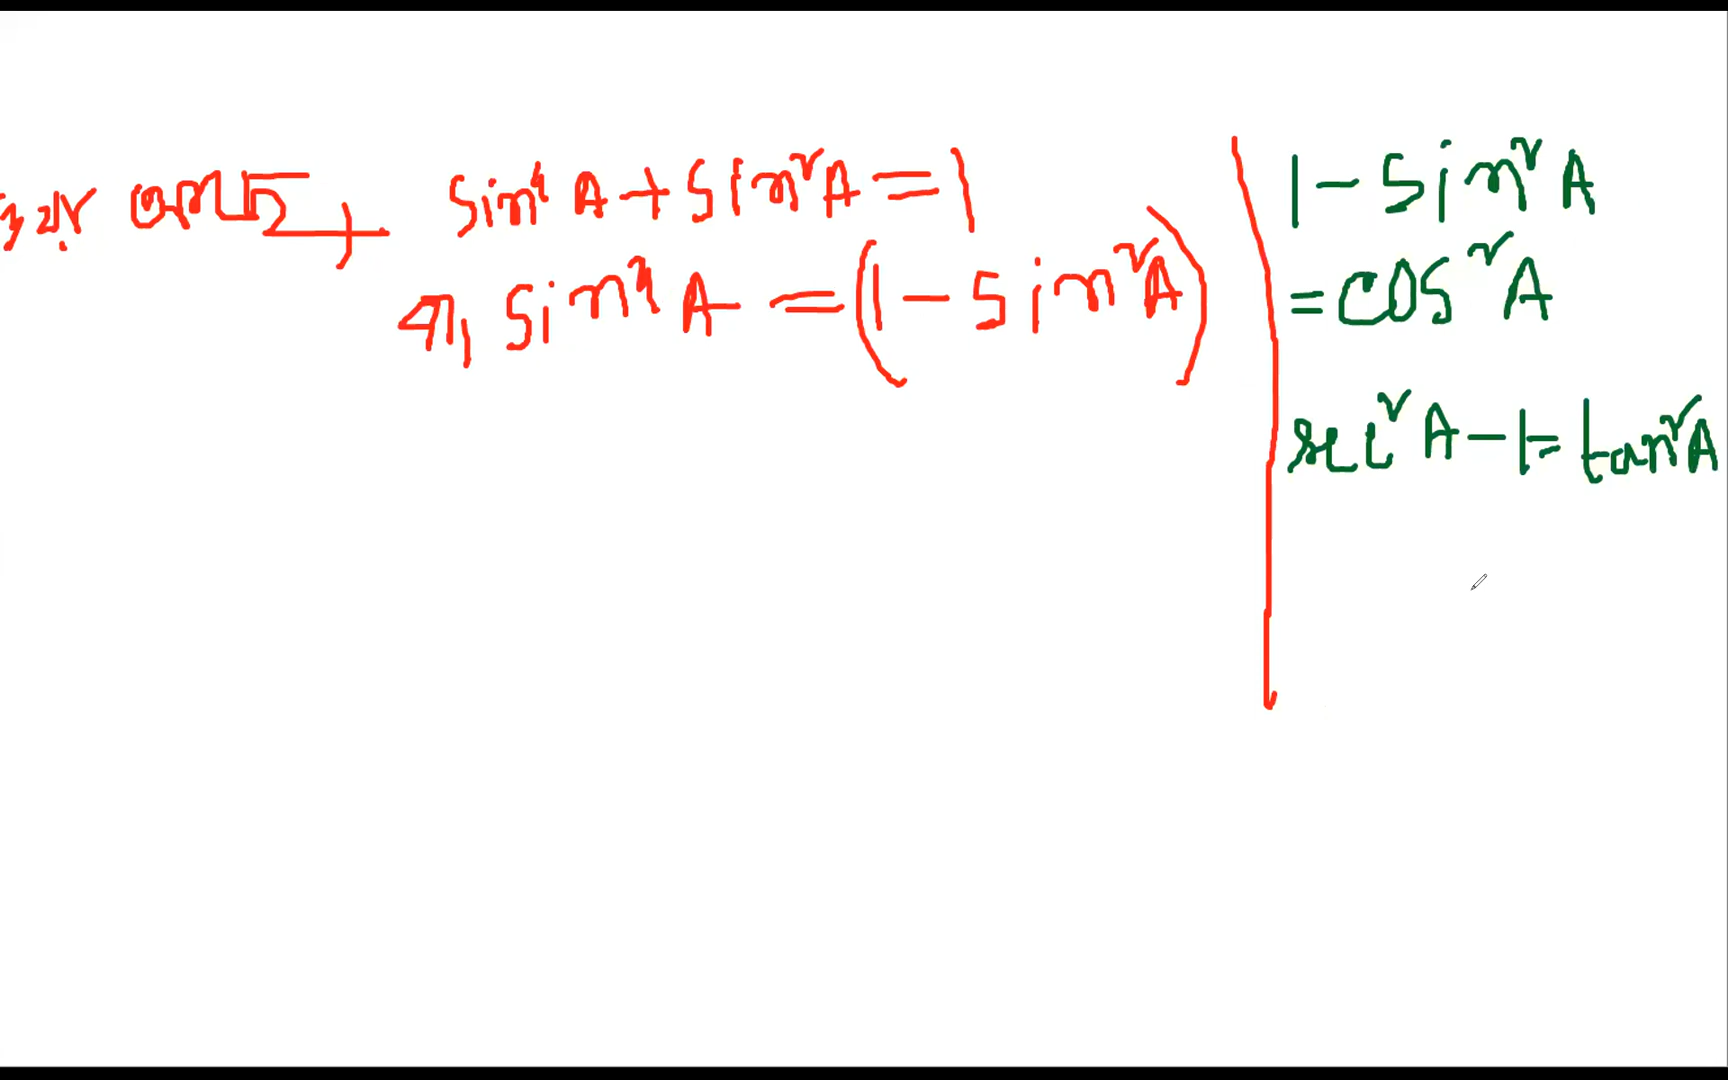 দেওয়া আছে, sin⁴A + sin²A = 1
বা, sin⁴A = (1 - sin²A)
1 - sin²A
= cos²A
sec²A - 1 = tan²A